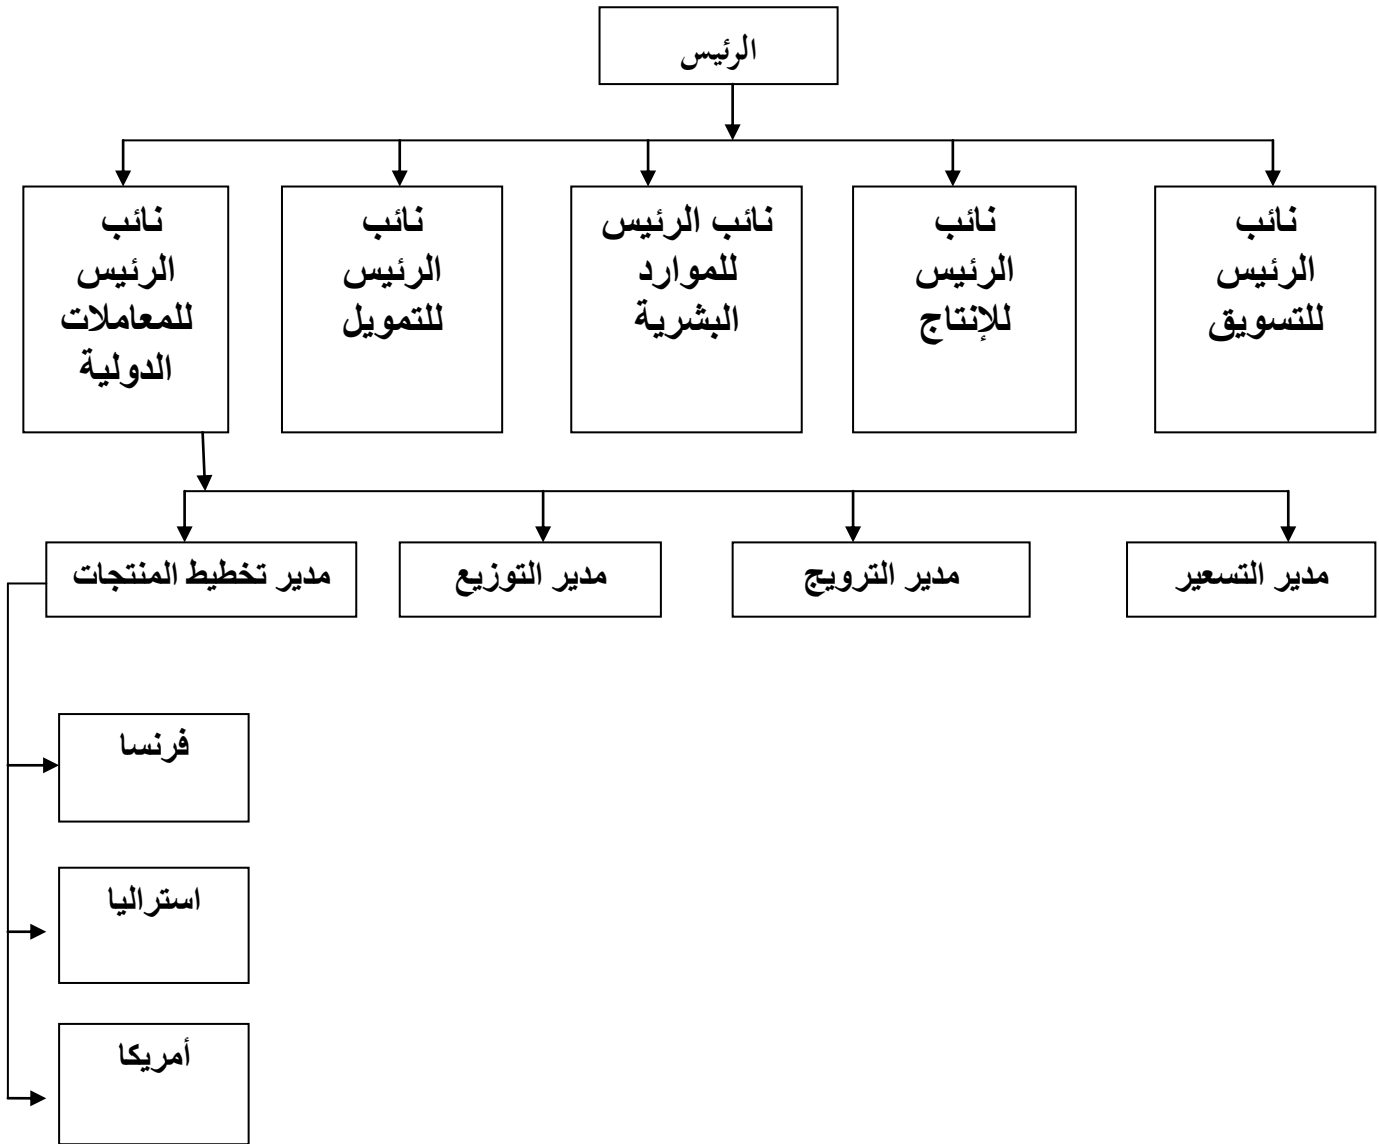 الرئيس
نائب
الرئيس
للتسويق
نائب
الرئيس
للإنتاج
نائب الرئيس
للموارد
البشرية
نائب
الرئيس
للتمويل
نائب
الرئيس
للمعاملات
الدولية
مدير التسعير
مدير الترويج
مدير التوزيع
مدير تخطيط المنتجات
فرنسا
استراليا
أمريكا